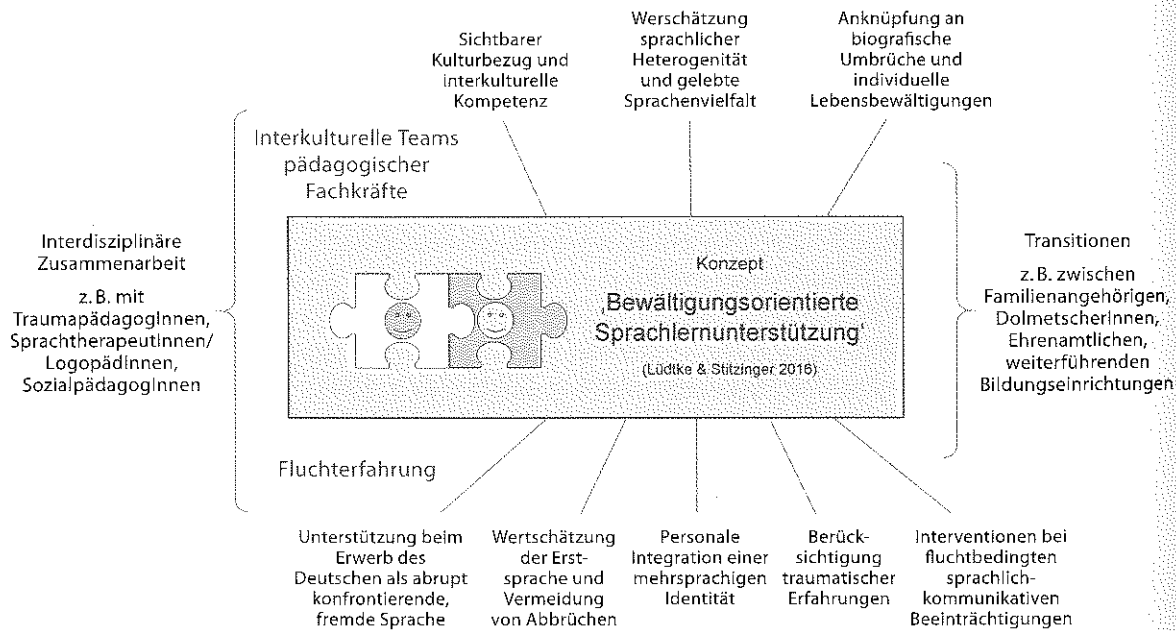 Sichtbarer
Kulturbezug und
interkulturelle
Kompetenz
Werschätzung
sprachlicher
Heterogenität
und gelebte
Sprachenvielfalt
Anknüpfung an
biografische
Umbrüche und
individuelle
Lebensbewältigungen
Interkulturelle Teams
pädagogischer
Fachkräfte
Interdisziplinäre
Zusammenarbeit
z.B. mit
TraumapädagogInnen,
SprachtherapeutInnen/
LogopädInnen,
SozialpädagogInnen
Konzept
‚Bewältigungsorientierte
Sprachlernunterstützung‘
(Lüdtke & Stitzinger 2016)
Transitionen
z.B. zwischen
Familienangehörigen,
DolmetscherInnen,
Ehrenamtlichen,
weiterführenden
Bildungseinrichtungen
Fluchterfahrung
Unterstützung beim
Erwerb des
Deutschen als abrupt
konfrontierende,
fremde Sprache
Wertschätzung
der Erst-
sprache und
Vermeidung
von Abbrüchen
Personale
Integration einer
mehrsprachigen
Identität
Berück-
sichtigung
traumatischer
Erfahrungen
Interventionen bei
fluchtbedingten
sprachlich-
kommunikativen
Beeinträchtigungen